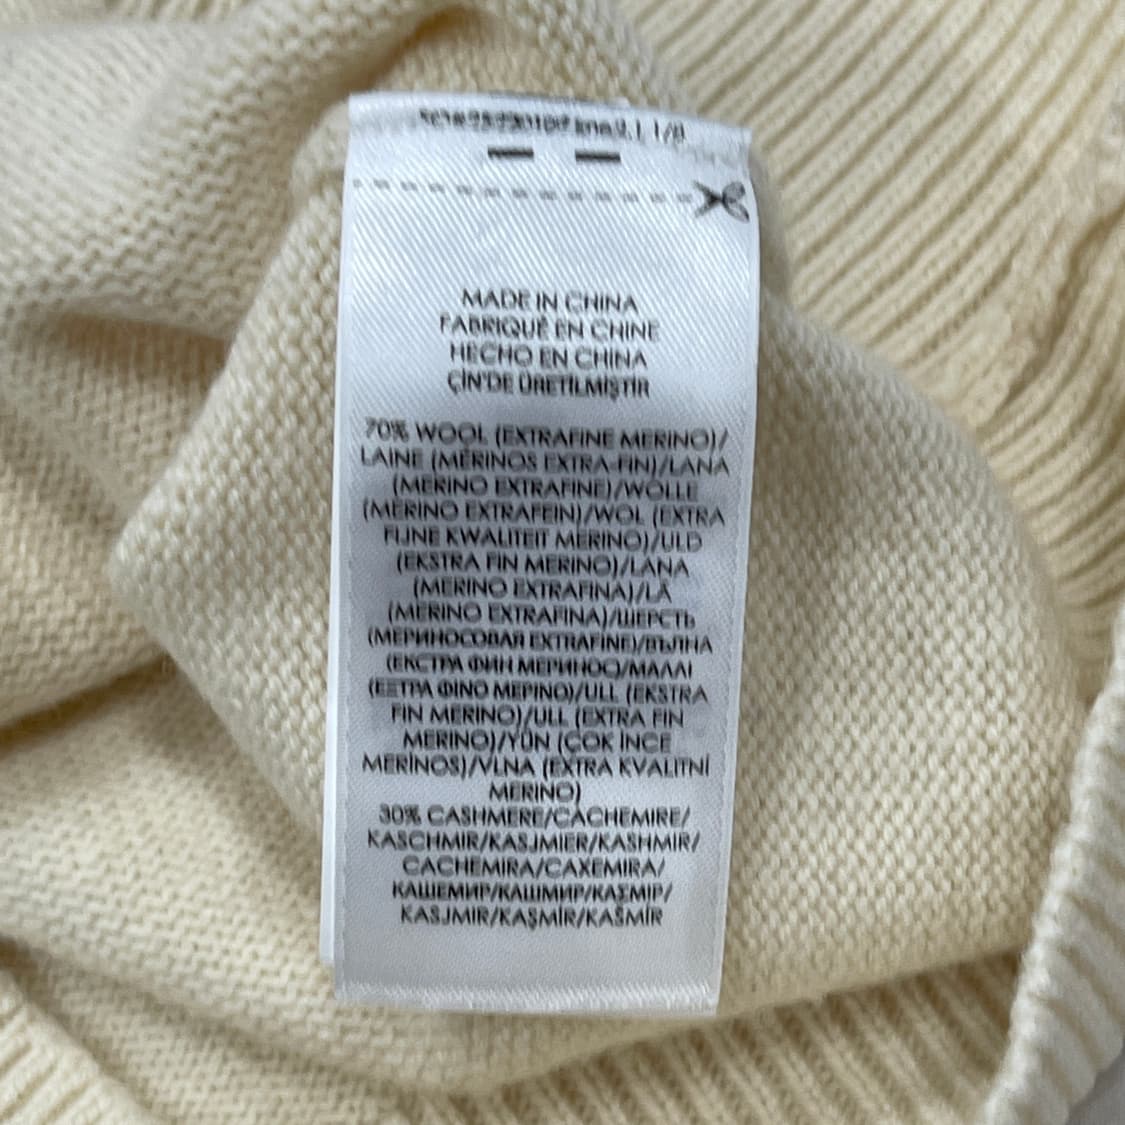 MADE IN CHINA
FABRIQUÉ EN CHINE
HECHO EN CHINA
ÇİN'DE ÜRETİLMİŞTİR
70% WOOL (EXTRAFINE MERINO)/
LAINE (MÉRINOS EXTRA-FIN)/LANA
(MERINO EXTRAFINE)/WOLLE
(MERINO EXTRAFEIN)/WOL (EXTRA
FIJNE KWALITEIT MERINO)/ULD
(EKSTRA FIN MERINO)/LANA
(MERINO EXTRAFINA)/LÃ
(MERINO EXTRAFINA)/ШЕРСТЬ
(МЕРИНОСОВАЯ EXTRAFINE)/ВЪЛНА
(ЕКСТРА ФИН МЕРИНОС)/ΜΑΛΛΙ
(ΕΞΤΡΑ ΦΙΝΟ ΜΕΡΙΝΟ)/ULL (EKSTRA
FIN MERINO)/ULL (EXTRA FIN
MERINO)/YÜN (ÇOK İNCE
MERİNOS)/VLNA (EXTRA KVALITNÍ
MERINO)
30% CASHMERE/CACHEMIRE/
KASCHMIR/KASJMIER/KASHMIR/
CACHEMIRA/CAXEMIRA/
КАШЕМИР/КАШМИР/ΚΑΣΜΙΡ/
KASJMIR/KAŞMİR/KAŠMÍR